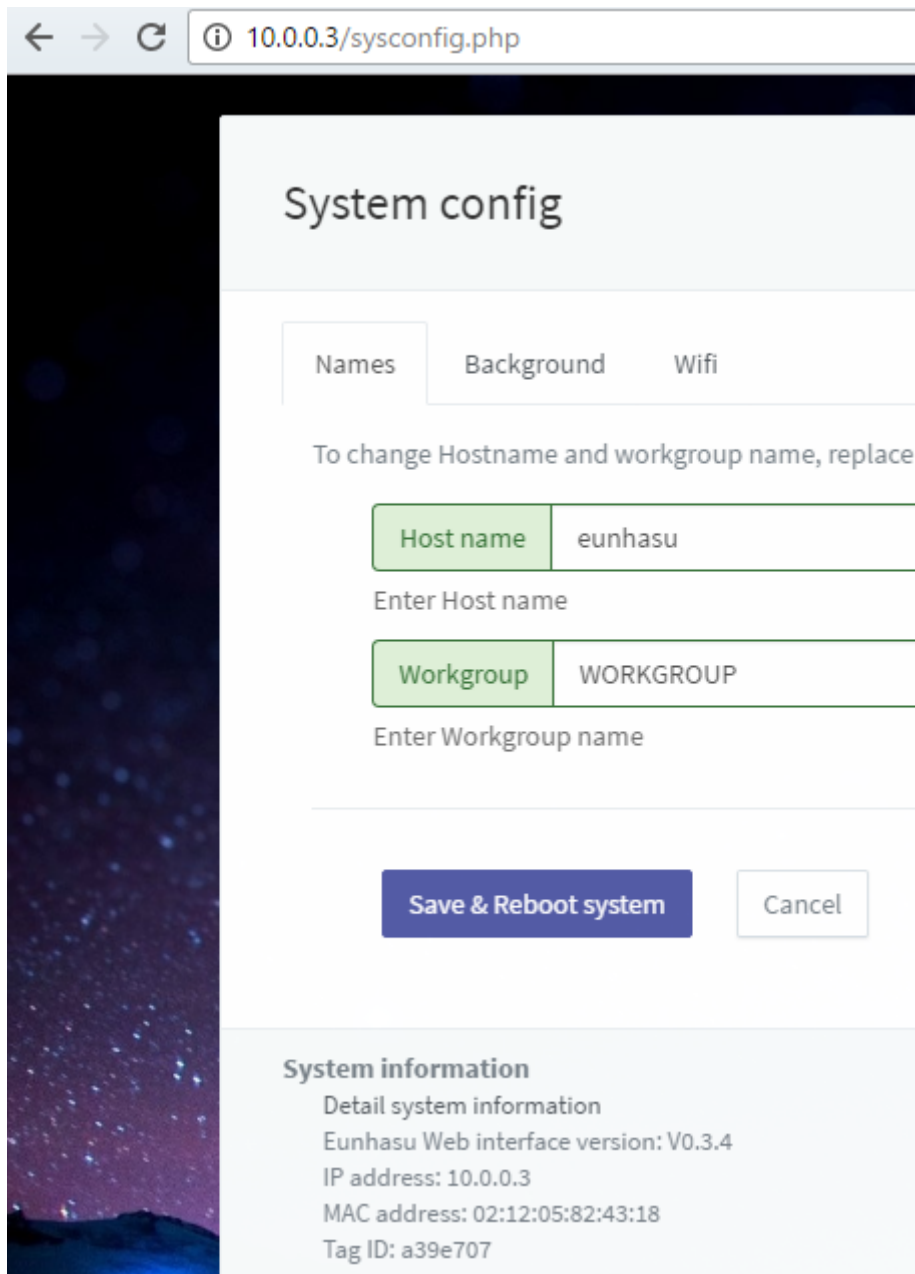 10.0.0.3/sysconfig.php
System config
Names Background Wifi
To change Hostname and workgroup name, replace
Host name eunhasu
Enter Host name
Workgroup WORKGROUP
Enter Workgroup name
Save & Reboot system Cancel
System information
Detail system information
Eunhasu Web interface version: V0.3.4
IP address: 10.0.0.3
MAC address: 02:12:05:82:43:18
Tag ID: a39e707